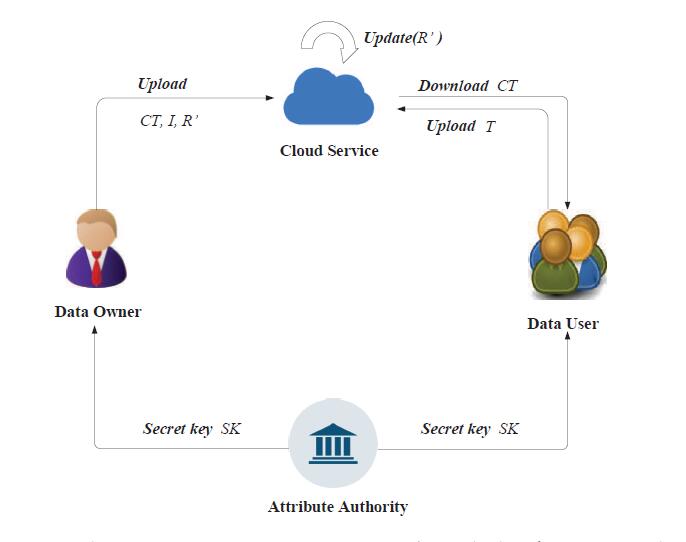 Update(R’ )
Upload
CT, I, R’
Download CT
Upload T
Cloud Service
Data Owner
Data User
Secret key SK
Secret key SK
Attribute Authority